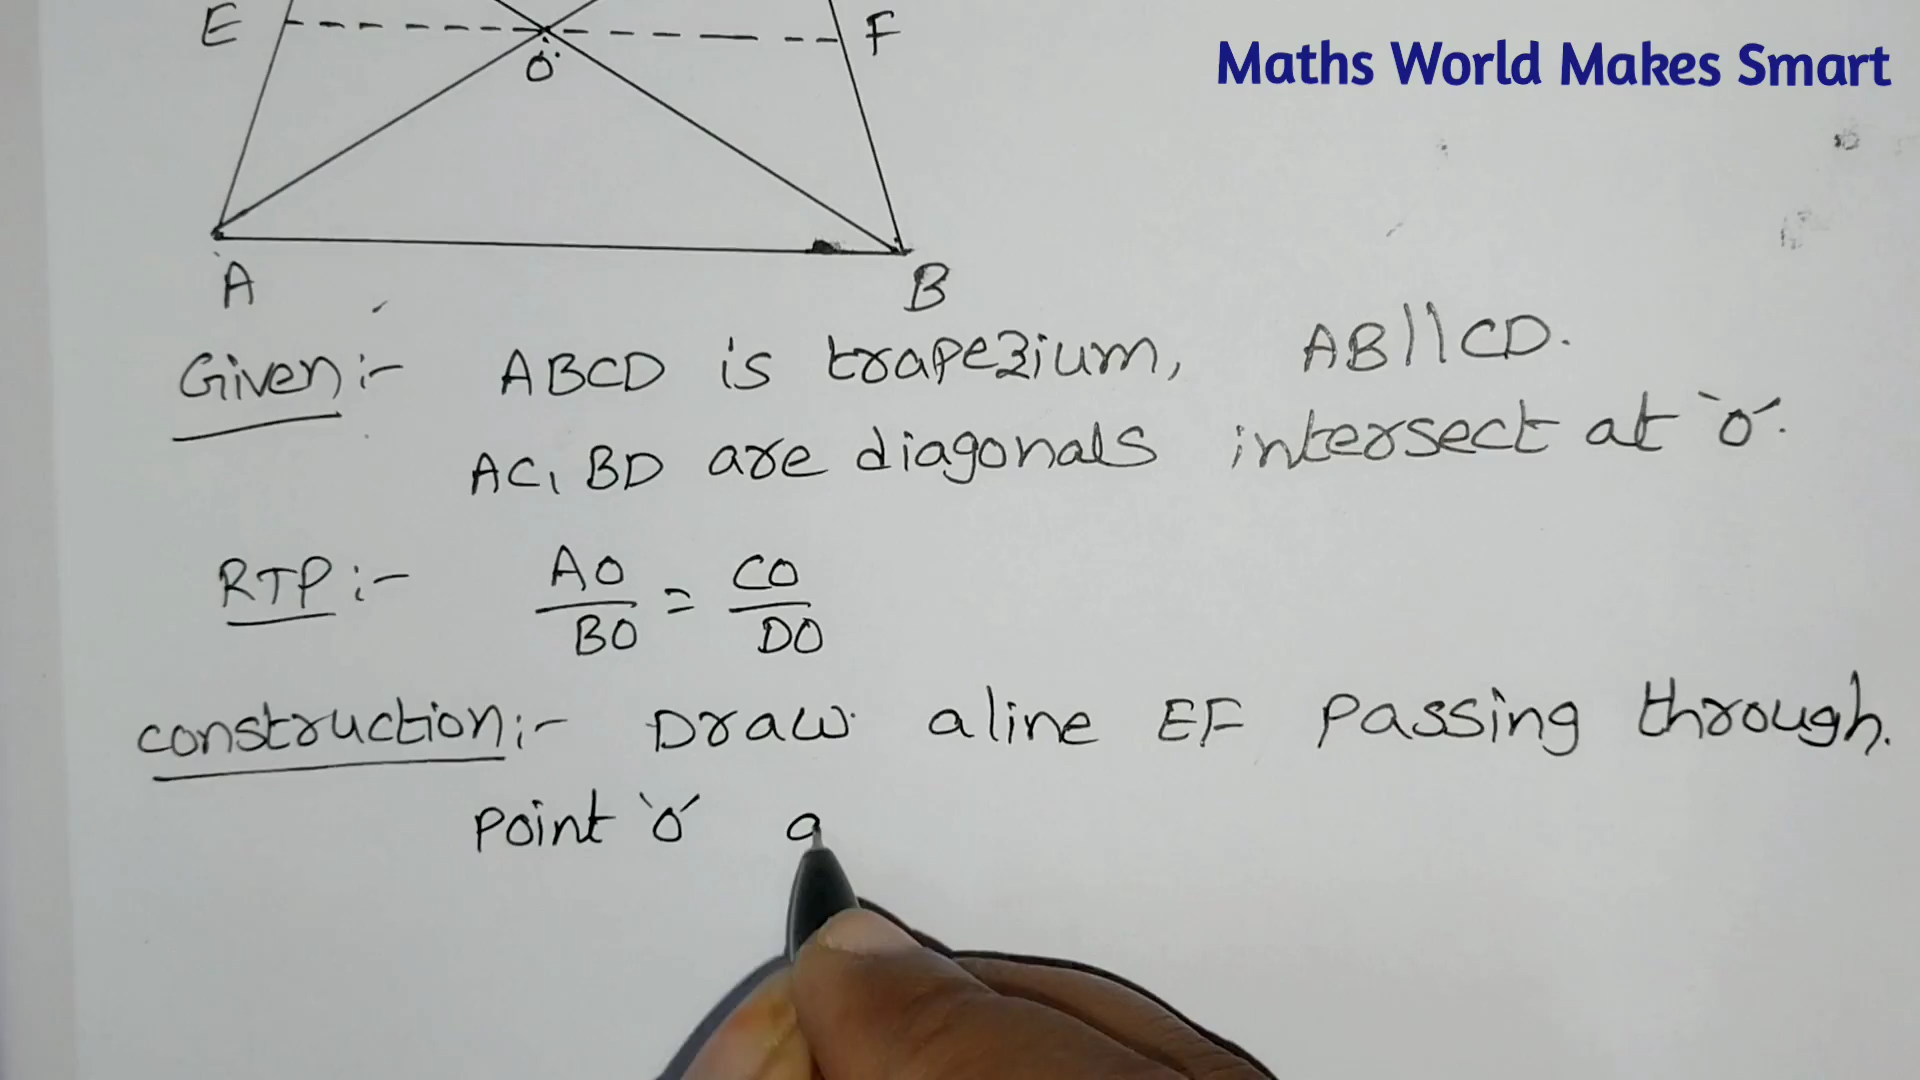 E
F
Maths World Makes Smart
O
A
B
Given :- ABCD is trapezium, AB||CD.
AC, BD are diagonals intersect at 'O'.
RTP :- AO/BO = CO/DO
construction :- Draw a line EF passing through.
point 'O' a